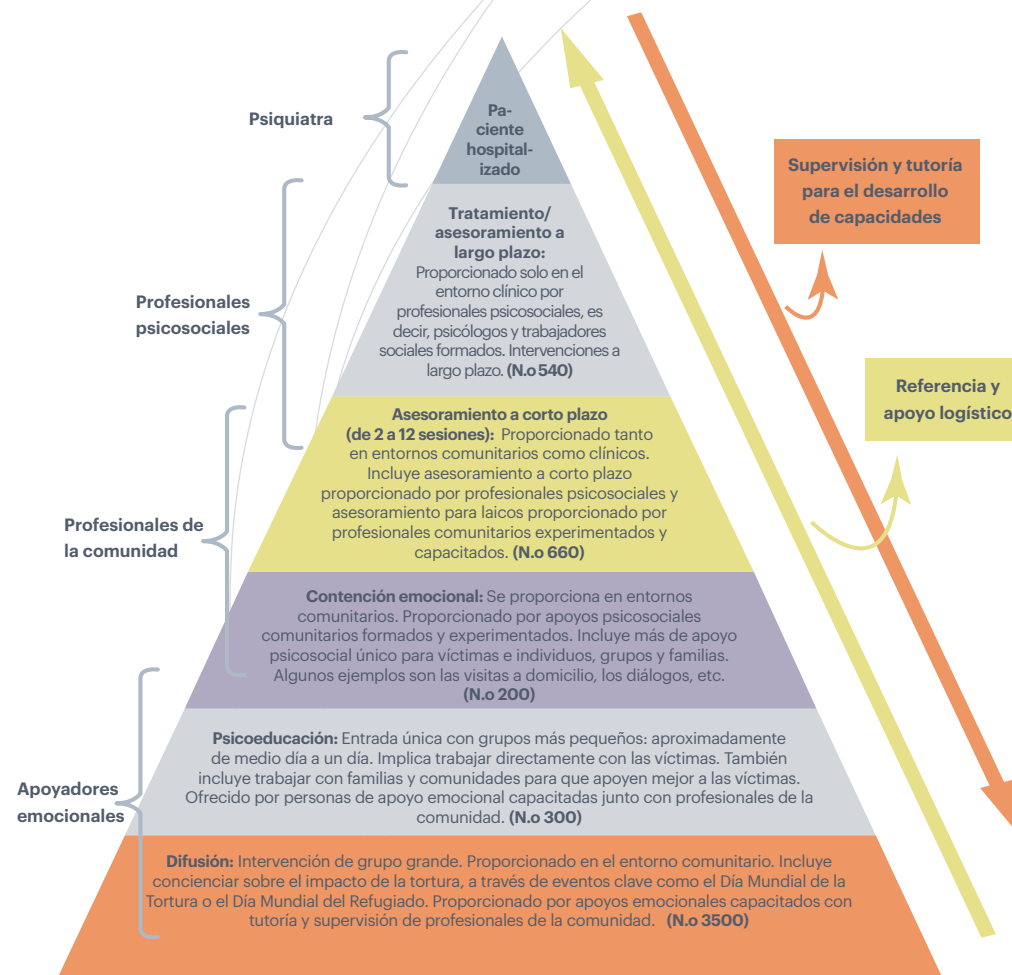 Psiquiatra
Pa-
ciente
hospital-
izado
Supervisión y tutoría
para el desarrollo
de capacidades
Profesionales
psicosociales
Tratamiento/
asesoramiento a
largo plazo:
Proporcionado solo en el
entorno clínico por
profesionales psicosociales, es
decir, psicólogos y trabajadores
sociales formados. Intervenciones a
largo plazo. (N.o 540)
Referencia y
apoyo logístico
Profesionales de
la comunidad
Asesoramiento a corto plazo
(de 2 a 12 sesiones): Proporcionado tanto
en entornos comunitarios como clínicos.
Incluye asesoramiento a corto plazo
proporcionado por profesionales psicosociales y
asesoramiento para laicos proporcionado por
profesionales comunitarios experimentados y
capacitados. (N.o 660)
Contención emocional: Se proporciona en entornos
comunitarios. Proporcionado por apoyos psicosociales
comunitarios formados y experimentados. Incluye más de apoyo
psicosocial único para víctimas e individuos, grupos y familias.
Algunos ejemplos son las visitas a domicilio, los diálogos, etc.
(N.o 200)
Apoyadores
emocionales
Psicoeducación: Entrada única con grupos más pequeños: aproximadamente
de medio día a un día. Implica trabajar directamente con las víctimas. También
incluye trabajar con familias y comunidades para que apoyen mejor a las víctimas.
Ofrecido por personas de apoyo emocional capacitadas junto con profesionales de la
comunidad. (N.o 300)
Difusión: Intervención de grupo grande. Proporcionado en el entorno comunitario. Incluye
concienciar sobre el impacto de la tortura, a través de eventos clave como el Día Mundial de la
Tortura o el Día Mundial del Refugiado. Proporcionado por apoyos emocionales capacitados con
tutoría y supervisión de profesionales de la comunidad. (N.o 3500)